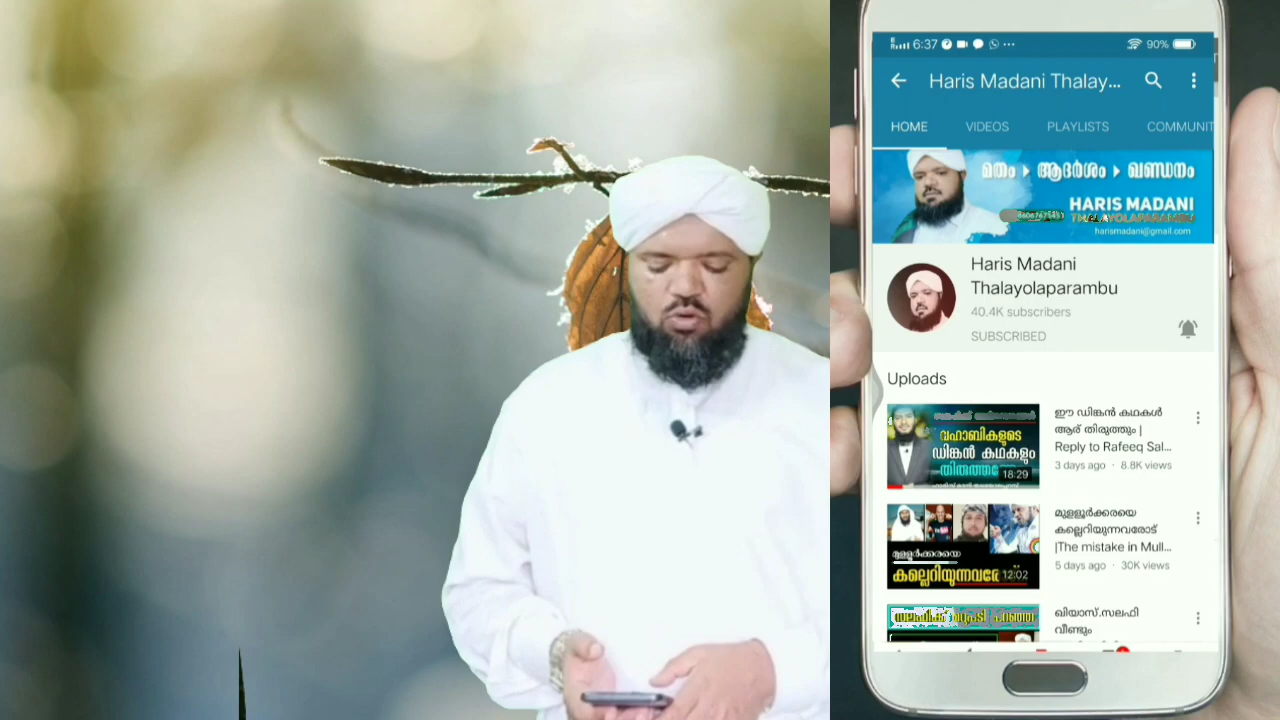 6:37
90%
Haris Madani Thalay...
HOME VIDEOS PLAYLISTS COMMUNIT
മതം ആദർശം ഖണ്ഡനം
HARIS MADANI
THALAYOLAPARAMBU
harismadani@gmail.com
Haris Madani
Thalayolaparambu
40.4K subscribers
SUBSCRIBED
Uploads
വഹാബികളുടെ
ഡിങ്കൻ കഥകളും
18:29
ഈ ഡിങ്കൻ കഥകൾ
ആര് തിരുത്തും |
Reply to Rafeeq Sal...
3 days ago · 8.8K views
മുള്ളൂർക്കരയെ
കല്ലെറിയുന്നവരോ
12:02
മുള്ളൂർക്കരയെ
കല്ലെറിയുന്നവരോട്
|The mistake in Mull...
5 days ago · 30K views
പറഞ്ഞ
ഖിയാസ്.സലഫി
വീണ്ടും